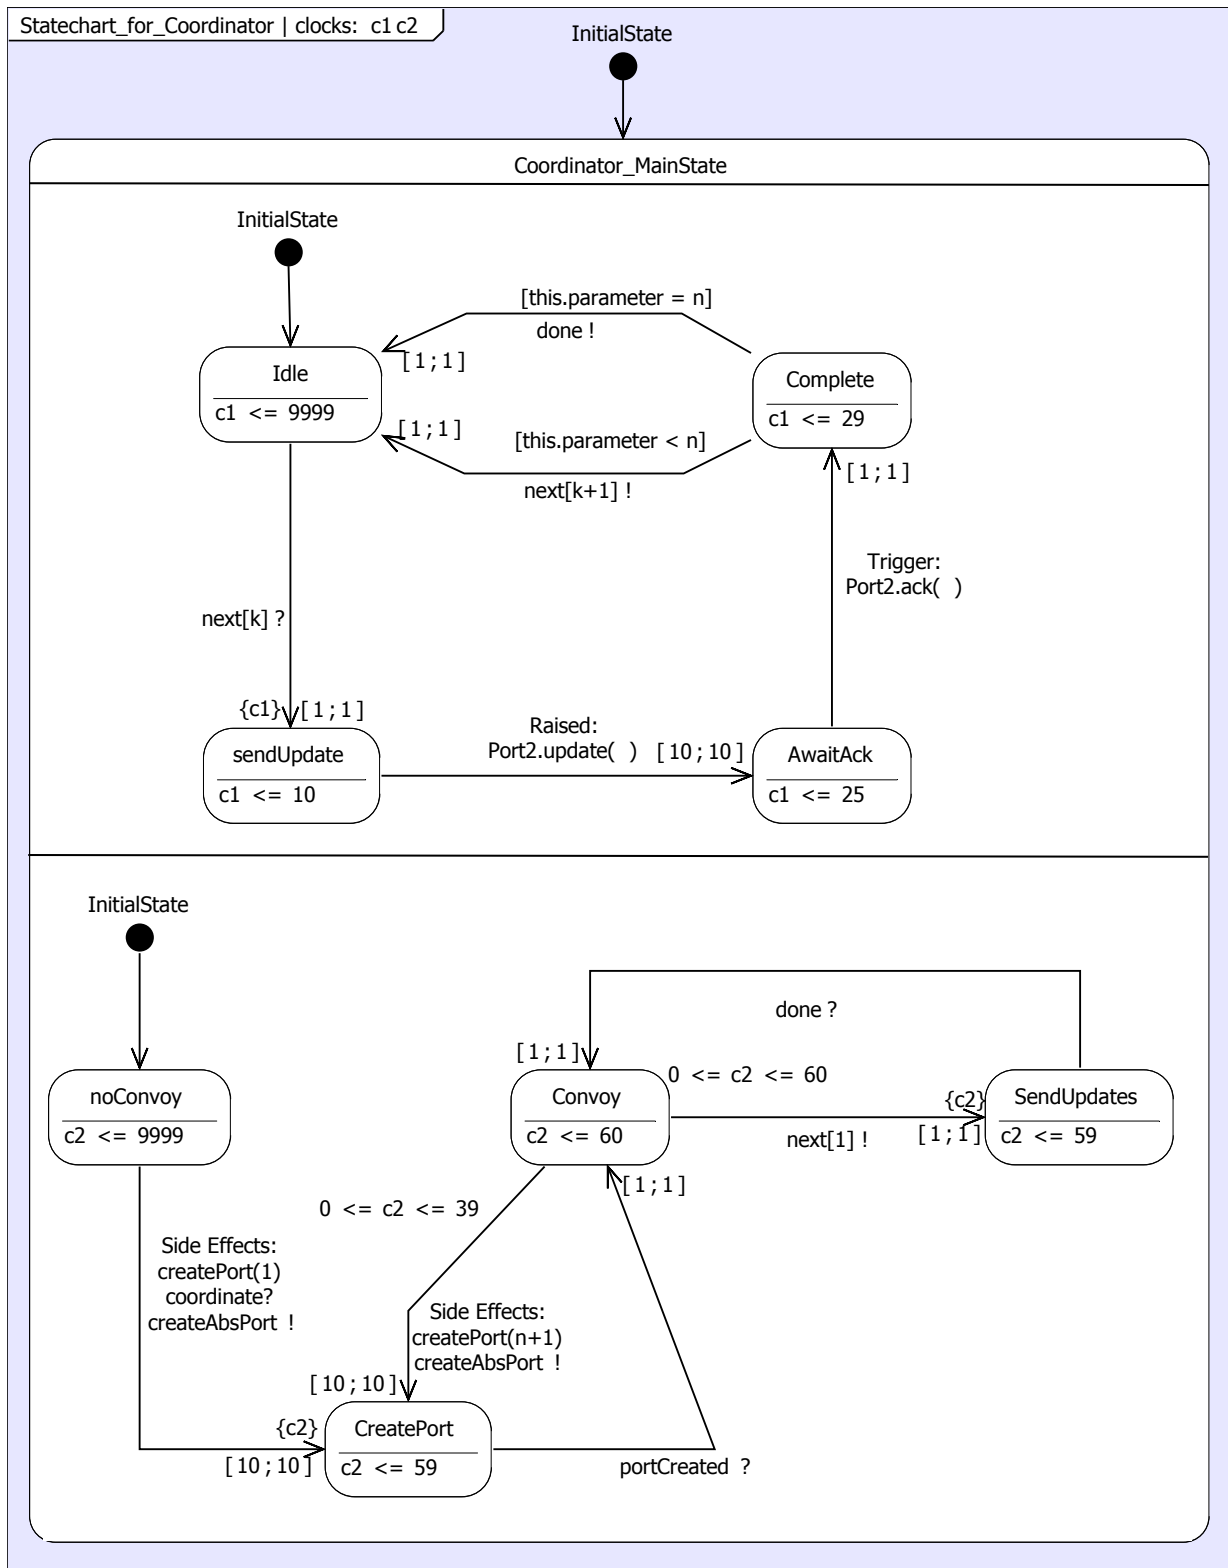 Statechart_for_Coordinator | clocks: c1 c2
InitialState
Coordinator_MainState
InitialState
[this.parameter = n]
done !
[1;1]
Idle
c1 <= 9999
Complete
c1 <= 29
[1;1]
[this.parameter < n]
next[k+1] !
[1;1]
Trigger:
Port2.ack( )
next[k] ?
{c1} [1;1]
Raised:
Port2.update( ) [10;10]
sendUpdate
c1 <= 10
AwaitAck
c1 <= 25
InitialState
done ?
[1;1]
0 <= c2 <= 60
noConvoy
c2 <= 9999
Convoy
c2 <= 60
{c2}
[1;1]
next[1] !
SendUpdates
c2 <= 59
[1;1]
0 <= c2 <= 39
Side Effects:
createPort(1)
coordinate?
createAbsPort !
Side Effects:
createPort(n+1)
createAbsPort !
[10;10]
{c2}
[10;10]
CreatePort
c2 <= 59
portCreated ?